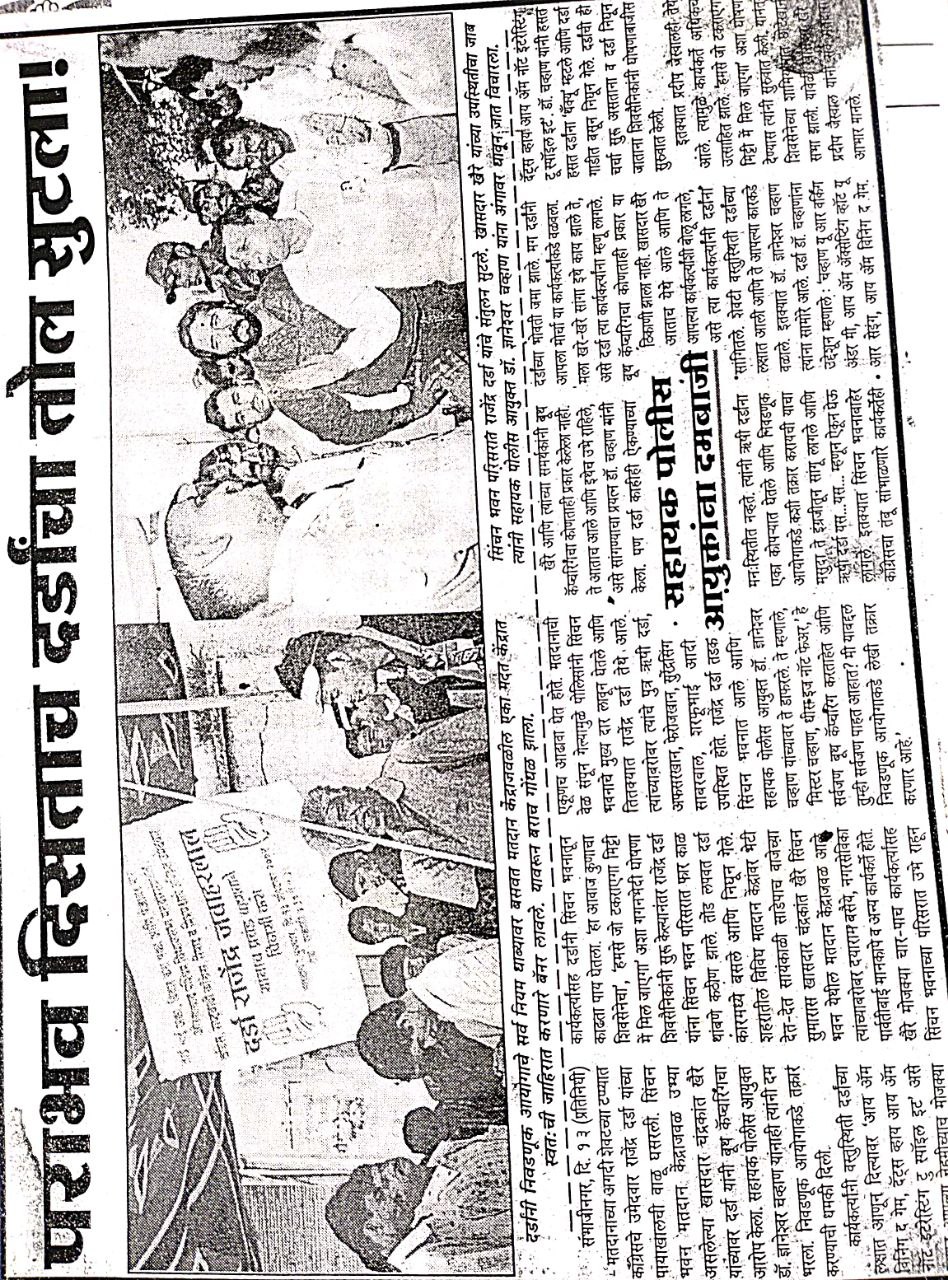 पराभव दिसताच दर्डांचा तोल सुटला!
दर्डा राजेंद्र जवाहरलाल
यांनाच प्रचंड बहुमताने
विजयी करा
दर्डांनी निवडणूक आयोगाचे सर्व नियम धाब्यावर बसवत मतदान केंद्राजवळील एका मदत केंद्रात
स्वत:ची जाहिरात करणारे बॅनर लावले. यावरून बराच गोंधळ झाला.
सिंचन भवन परिसरात राजेंद्र दर्डा यांचे संतुलन सुटले. खासदार खैरे यांच्या उपस्थितीचा जाब
त्यांनी सहायक पोलीस आयुक्त डॉ. ज्ञानेश्वर चव्हाण यांना अंगावर धावून जात विचारला.
संभाजीनगर, दि. १३ (प्रतिनिधी)
मतदानाच्या अगदी शेवटच्या टप्प्यात
काँग्रेसचे उमेदवार राजेंद्र दर्डा यांच्या
पायाखालची वाळू घसरली. सिंचन
भवन मतदान केंद्राजवळ उभ्या
असलेल्या खासदार चंद्रकांत खैरे
यांच्यावर दर्डा यांनी बूथ कॅप्चरिंगचा
आरोप केला. सहायक पोलीस आयुक्त
डॉ. ज्ञानेश्वर चव्हाण यांनाही त्यांनी दम
भरला. निवडणूक आयोगाकडे तक्रार
करण्याची धमकी दिली.
कार्यकर्त्यांनी वस्तुस्थिती दर्डांच्या
लक्षात आणून दिल्यावर 'आय ॲम
विनिंग द गेम, दॅट्स व्हाय आय ॲम
नॉट इंटरेस्टिंग टु स्पॉइल इट' असे
आपल्या नेहमीच्याच मोजक्या
कार्यकर्त्यांसह दर्डांनी सिंचन भवनातून
काढता पाय घेतला. 'हा आवाज कुणाचा
शिवसेनेचा', 'हमसे जो टकराएगा मिट्टी
में मिल जाएगा' अशा गगनभेदी घोषणा
शिवसैनिकांनी सुरू केल्यानंतर राजेंद्र दर्डा
यांना सिंचन भवन परिसरात फार काळ
थांबणे कठीण झाले. तोंड लपवत दर्डा
कारमध्ये बसले आणि निघून गेले.
शहरातील विविध मतदान केंद्रांवर भेटी
देत-देत सायंकाळी साडेपाच वाजेच्या
सुमारास खासदार चंद्रकांत खैरे सिंचन
भवन येथील मतदान केंद्राजवळ आले
त्यांच्याबरोबर दयाराम बसैये, नगरसेविका
पार्वतीबाई मानकापे व अन्य कार्यकर्ते होते.
खैरे मोजक्या चार-पाच कार्यकर्त्यांसह
सिंचन भवनाच्या परिसरात उभे राहून
एकूणच आढावा घेत होते. मतदानाची
वेळ संपून गेल्यामुळे पोलिसांनी सिंचन
भवनाचे मुख्य दार लावून घेतले आणि
तितक्यात राजेंद्र दर्डा तेथे आले.
त्यांच्याबरोबर त्यांचे पुत्र ऋषी दर्डा,
अफसरखान, फेरोजखान, सुरेंद्रसिंग
साबरवाल, शरफूभाई आदी
उपस्थित होते. राजेंद्र दर्डा तडक
सिंचन भवनात आले आणि
सहायक पोलीस आयुक्त डॉ. ज्ञानेश्वर
चव्हाण यांच्यावर ते डाफरले. ते म्हणाले,
'मिस्टर चव्हाण, धीस इज नॉट फेअर,' हे
सर्वजण बूथ कॅप्चरिंग करताहेत आणि
तुम्ही सर्वजण पाहत आहात? मी याबद्दल
निवडणूक आयोगाकडे लेखी तक्रार
करणार आहे.'
खैरे आणि त्यांच्या समर्थकांनी बूथ
कॅप्चरिंगचा कोणताही प्रकार केलेला नाही.
ते आताच आले आणि इथेच उभे राहिले,
असे सांगण्याचा प्रयत्न डॉ. चव्हाण यांनी
केला. पण दर्डा काहीही ऐकण्याच्या
सहायक पोलीस
आयुक्तांना दमबाजी
मन:स्थितीत नव्हते. त्यांनी ऋषी दर्डांना
एका कोपऱ्यात घेतले आणि निवडणूक
आयोगाकडे कशी तक्रार करायची याचा
मसुदा ते इंग्रजीतून सांगू लागले आणि
ऋषी दर्डा यस...यस... म्हणून ऐकून घेऊ
लागले. इतक्यात सिंचन भवनाबाहेर
काँग्रेसचा तंबू सांभाळणारे कार्यकर्तेही
दर्डांच्या भोवती जमा झाले. मग दर्डांनी
आपला मोर्चा या कार्यकर्त्यांकडे वळवला.
'मला खरे-खरे सांगा इथे काय झाले ते,
असे दर्डा त्या कार्यकर्त्यांना म्हणू लागले.
बूथ कॅप्चरिंगचा कोणताच प्रकार या
ठिकाणी झाला नाही. खासदार खैरे
आताच येथे आले आणि ते
आपल्या कार्यकर्त्यांशी बोलू लागले,
असे त्या कार्यकर्त्यांनी दर्डांना
सांगितले. शेवटी वस्तुस्थिती दर्डांच्या
लक्षात आली आणि ते आपल्या कारकडे
वळाले. इतक्यात डॉ. ज्ञानेश्वर चव्हाण
त्यांना सामोरे आले. दर्डा डॉ. चव्हाणांना
उद्देशून म्हणाले : 'चव्हाण यू आर वर्किंग
अंडर मी, आय ॲम ॲक्सेप्टिंग व्हॉट यू
आर सेइंग, आय ॲम विनिंग द गेम.
दॅट्स व्हाय आय ॲम नॉट इंटरेस्टिंग
टू स्पॉइल इट'. डॉ. चव्हाण यांनी हसत
हसत दर्डांना 'थँक्यू' म्हटले आणि दर्डा
गाडीत बसून निघून गेले. दर्डांची ही
चर्चा सुरू असताना व दर्डा निघून
जाताना शिवसैनिकांनी घोषणाबाजीस
सुरुवात केली.
इतक्यात प्रदीप जैस्वालही तेथे
आले. त्यामुळे कार्यकर्ते अधिकच
उत्साहित झाले. 'हमसे जो टकराएगा
मिट्टी में मिल जाएगा' अशा घोषणा
देण्यास त्यांनी सुरुवात केली. यानंतर
शिवसेनेच्या
सभा झाली. यावेळी
प्रदीप जैस्वाल यांनी
आभार मानले.